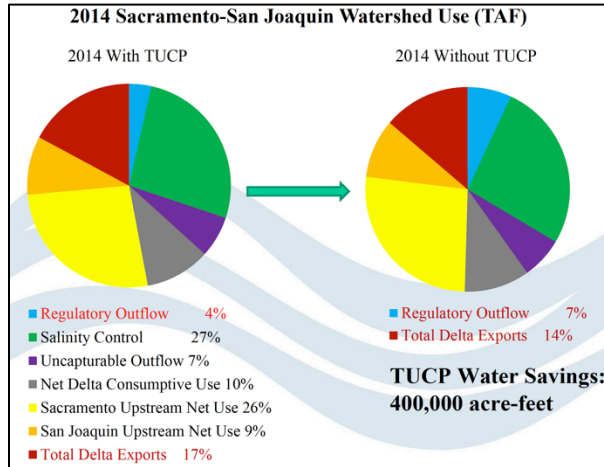 2014 Sacramento-San Joaquin Watershed Use (TAF)
2014 With TUCP
2014 Without TUCP
Regulatory Outflow 4%
Salinity Control 27%
Uncapturable Outflow 7%
Net Delta Consumptive Use 10%
Sacramento Upstream Net Use 26%
San Joaquin Upstream Net Use 9%
Total Delta Exports 17%
Regulatory Outflow 7%
Total Delta Exports 14%
TUCP Water Savings:
400,000 acre-feet